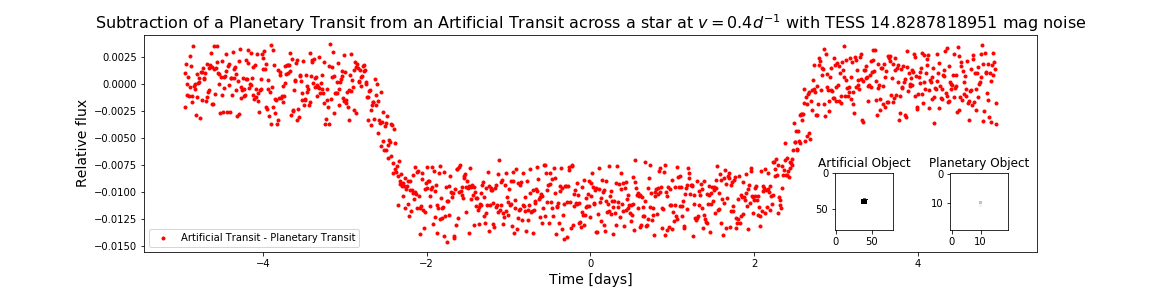 Subtraction of a Planetary Transit from an Artificial Transit across a star at v = 0.4d⁻¹ with TESS 14.8287818951 mag noise
Relative flux
0.0025
0.0000
−0.0025
−0.0050
−0.0075
−0.0100
−0.0125
−0.0150
Artificial Transit - Planetary Transit
Artificial Object
0
50
0 50
Planetary Object
0
10
0 10
−4 −2 0 2 4
Time [days]